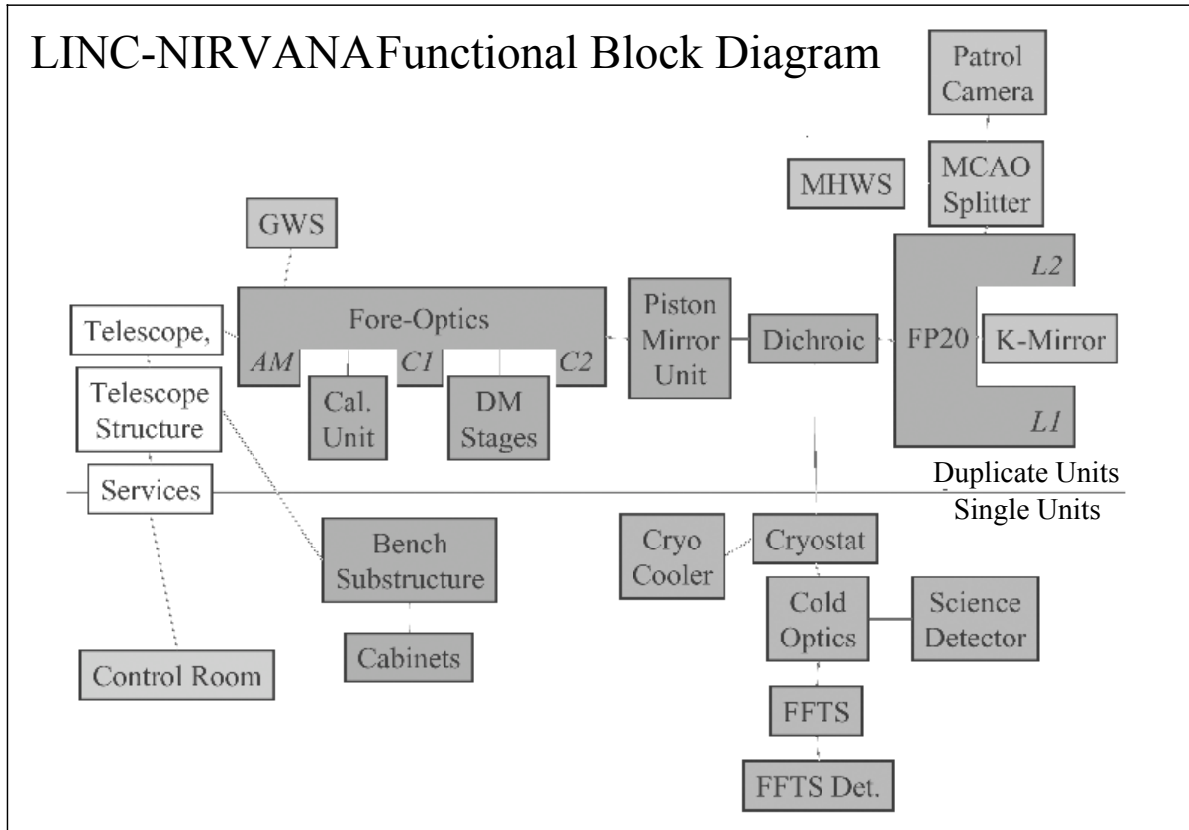 LINC-NIRVANAFunctional Block Diagram
Patrol
Camera
MHWS
MCAO
Splitter
GWS
L2
Telescope,
Fore-Optics
AM
C1
C2
Piston
Mirror
Unit
Dichroic
FP20
K-Mirror
Telescope
Structure
Cal.
Unit
DM
Stages
L1
Services
Duplicate Units
Single Units
Bench
Substructure
Cryo
Cooler
Cryostat
Cold
Optics
Science
Detector
Control Room
Cabinets
FFTS
FFTS Det.